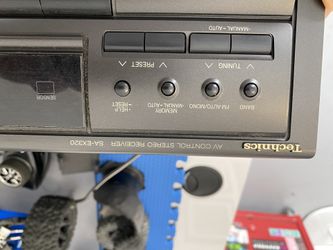 Technics
AV CONTROL STEREO RECEIVER SA-EX320
BAND
FM AUTO/MONO
MEMORY
–MANUAL–AUTO
–HELP
–RESET
∨ TUNING ∧
∨ PRESET ∧
–MANUAL–AUTO
SENSOR